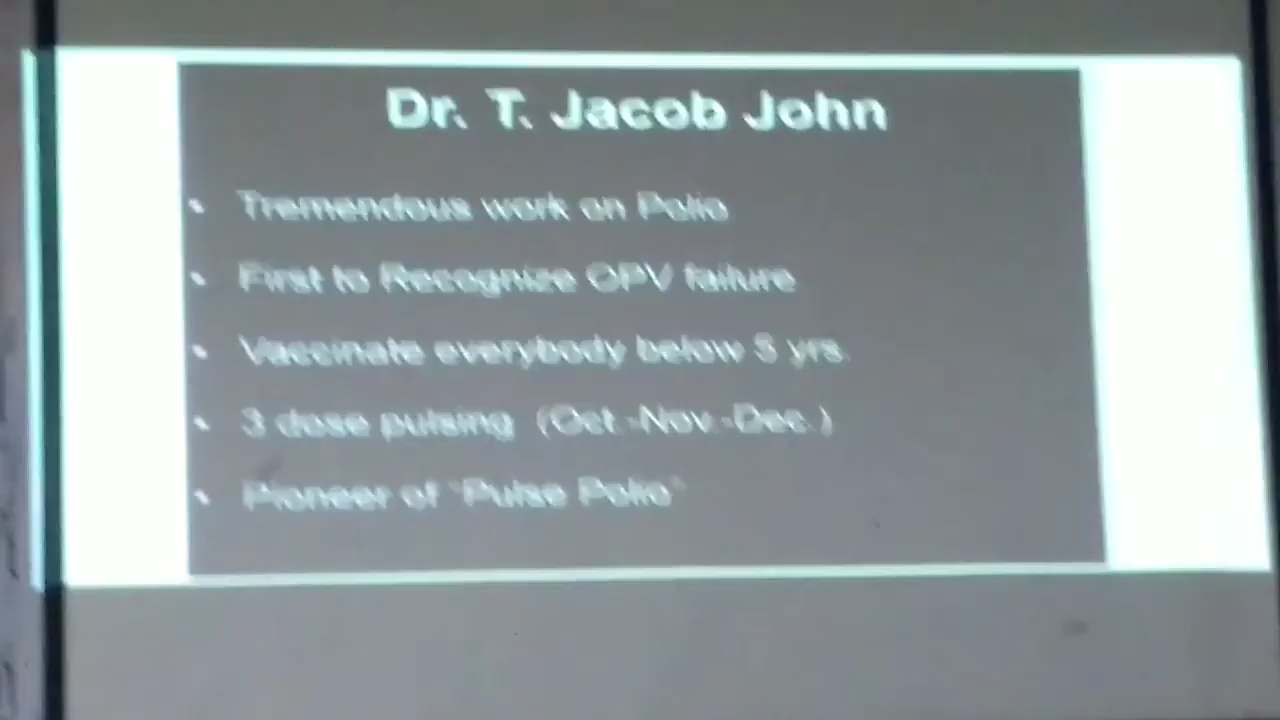 Dr. T. Jacob John
• Tremendous work on Polio
• First to Recognize OPV failure
• Vaccinate everybody below 5 yrs.
• 3 dose pulsing (Oct.-Nov.-Dec.)
• Pioneer of "Pulse Polio"